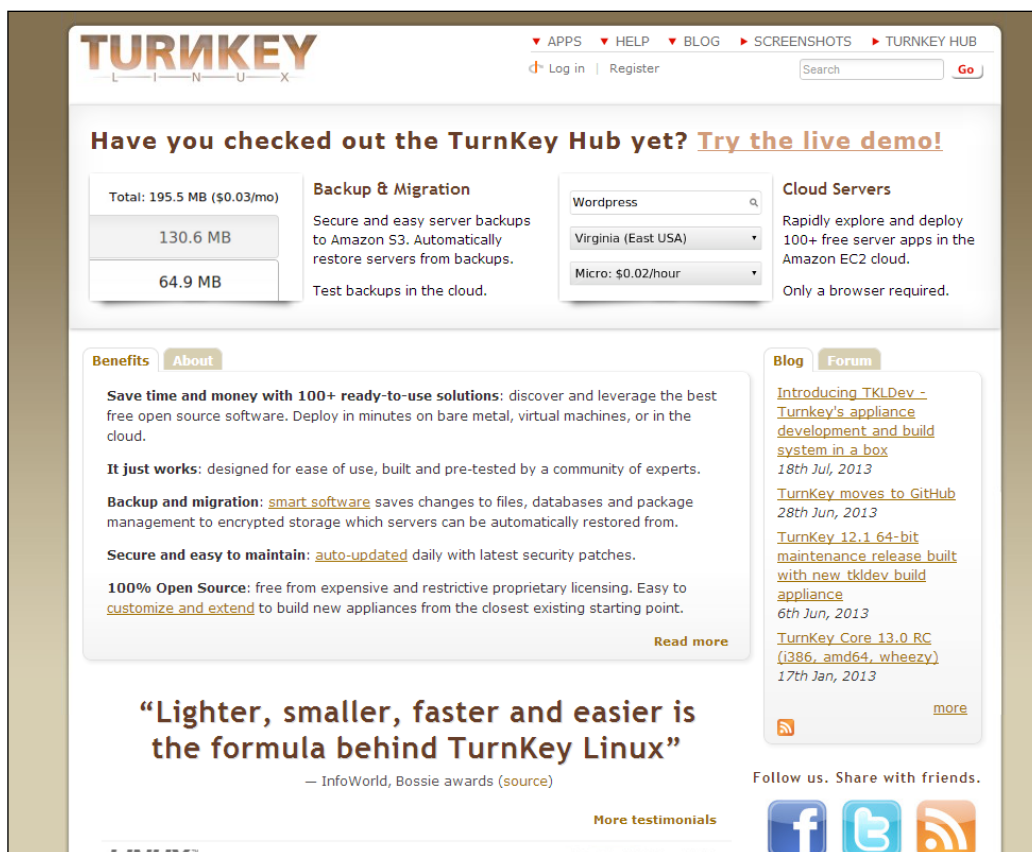 TURNKEY
L—I—N—U—X
APPS HELP BLOG SCREENSHOTS TURNKEY HUB
Log in | Register
Search Go
Have you checked out the TurnKey Hub yet? Try the live demo!
Total: 195.5 MB ($0.03/mo)
130.6 MB
64.9 MB
Backup & Migration
Secure and easy server backups
to Amazon S3. Automatically
restore servers from backups.
Test backups in the cloud.
Wordpress
Virginia (East USA)
Micro: $0.02/hour
Cloud Servers
Rapidly explore and deploy
100+ free server apps in the
Amazon EC2 cloud.
Only a browser required.
Benefits About
Save time and money with 100+ ready-to-use solutions: discover and leverage the best
free open source software. Deploy in minutes on bare metal, virtual machines, or in the
cloud.
It just works: designed for ease of use, built and pre-tested by a community of experts.
Backup and migration: smart software saves changes to files, databases and package
management to encrypted storage which servers can be automatically restored from.
Secure and easy to maintain: auto-updated daily with latest security patches.
100% Open Source: free from expensive and restrictive proprietary licensing. Easy to
customize and extend to build new appliances from the closest existing starting point.
Read more
“Lighter, smaller, faster and easier is
the formula behind TurnKey Linux”
— InfoWorld, Bossie awards (source)
More testimonials
Blog Forum
Introducing TKLDev -
Turnkey's appliance
development and build
system in a box
18th Jul, 2013
TurnKey moves to GitHub
28th Jun, 2013
TurnKey 12.1 64-bit
maintenance release built
with new tkldev build
appliance
6th Jun, 2013
TurnKey Core 13.0 RC
(i386, amd64, wheezy)
17th Jan, 2013
more
Follow us. Share with friends.